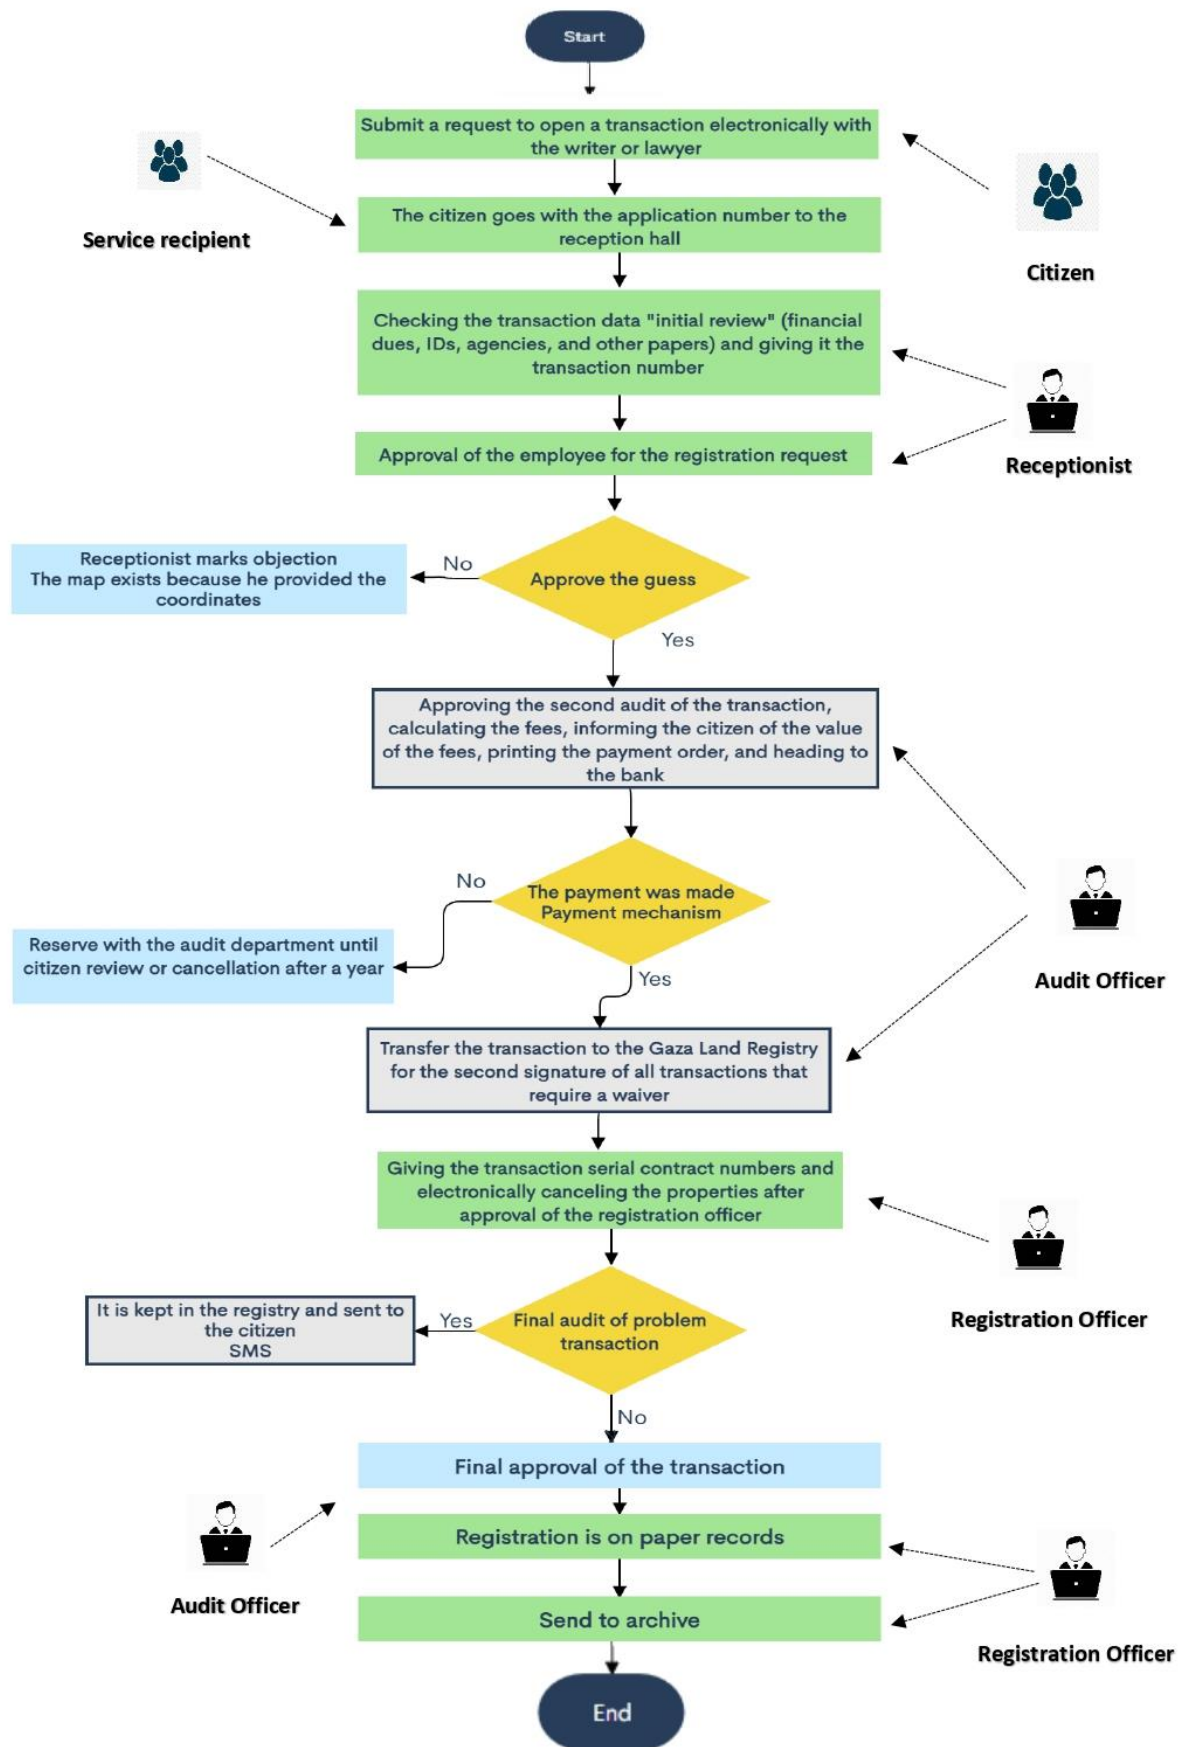 Start
Submit a request to open a transaction electronically with
the writer or lawyer
Service recipient
The citizen goes with the application number to the
reception hall
Citizen
Checking the transaction data "initial review" (financial
dues, IDs, agencies, and other papers) and giving it the
transaction number
Approval of the employee for the registration request
Receptionist
Receptionist marks objection
The map exists because he provided the
coordinates
No
Approve the guess
Yes
Approving the second audit of the transaction,
calculating the fees, informing the citizen of the value
of the fees, printing the payment order, and heading to
the bank
No
The payment was made
Payment mechanism
Reserve with the audit department until
citizen review or cancellation after a year
Yes
Audit Officer
Transfer the transaction to the Gaza Land Registry
for the second signature of all transactions that
require a waiver
Giving the transaction serial contract numbers and
electronically canceling the properties after
approval of the registration officer
Registration Officer
It is kept in the registry and sent to
the citizen
SMS
Yes
Final audit of problem
transaction
No
Final approval of the transaction
Audit Officer
Registration is on paper records
Send to archive
Registration Officer
End